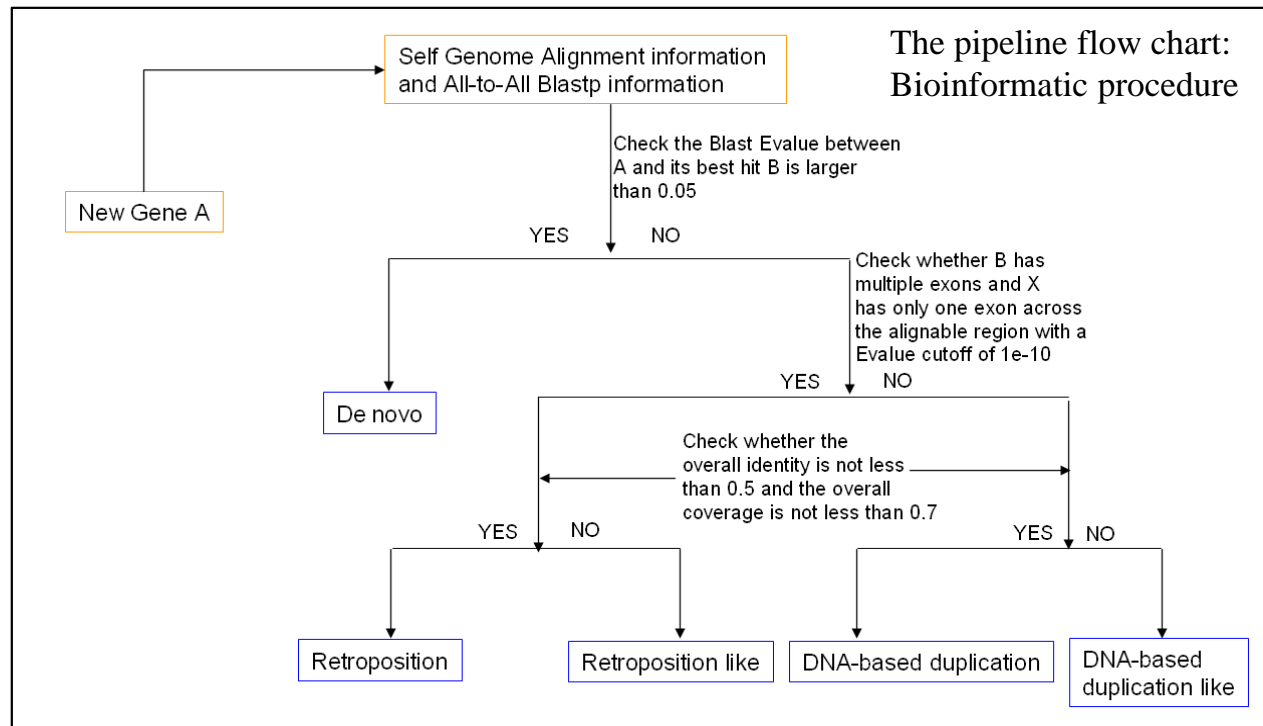 The pipeline flow chart:
Bioinformatic procedure
Self Genome Alignment information
and All-to-All Blastp information
New Gene A
Check the Blast Evalue between
A and its best hit B is larger
than 0.05
YES
NO
De novo
Check whether B has
multiple exons and X
has only one exon across
the alignable region with a
Evalue cutoff of 1e-10
YES
NO
Check whether the
overall identity is not less
than 0.5 and the overall
coverage is not less than 0.7
YES
NO
YES
NO
Retroposition
Retroposition like
DNA-based duplication
DNA-based
duplication like